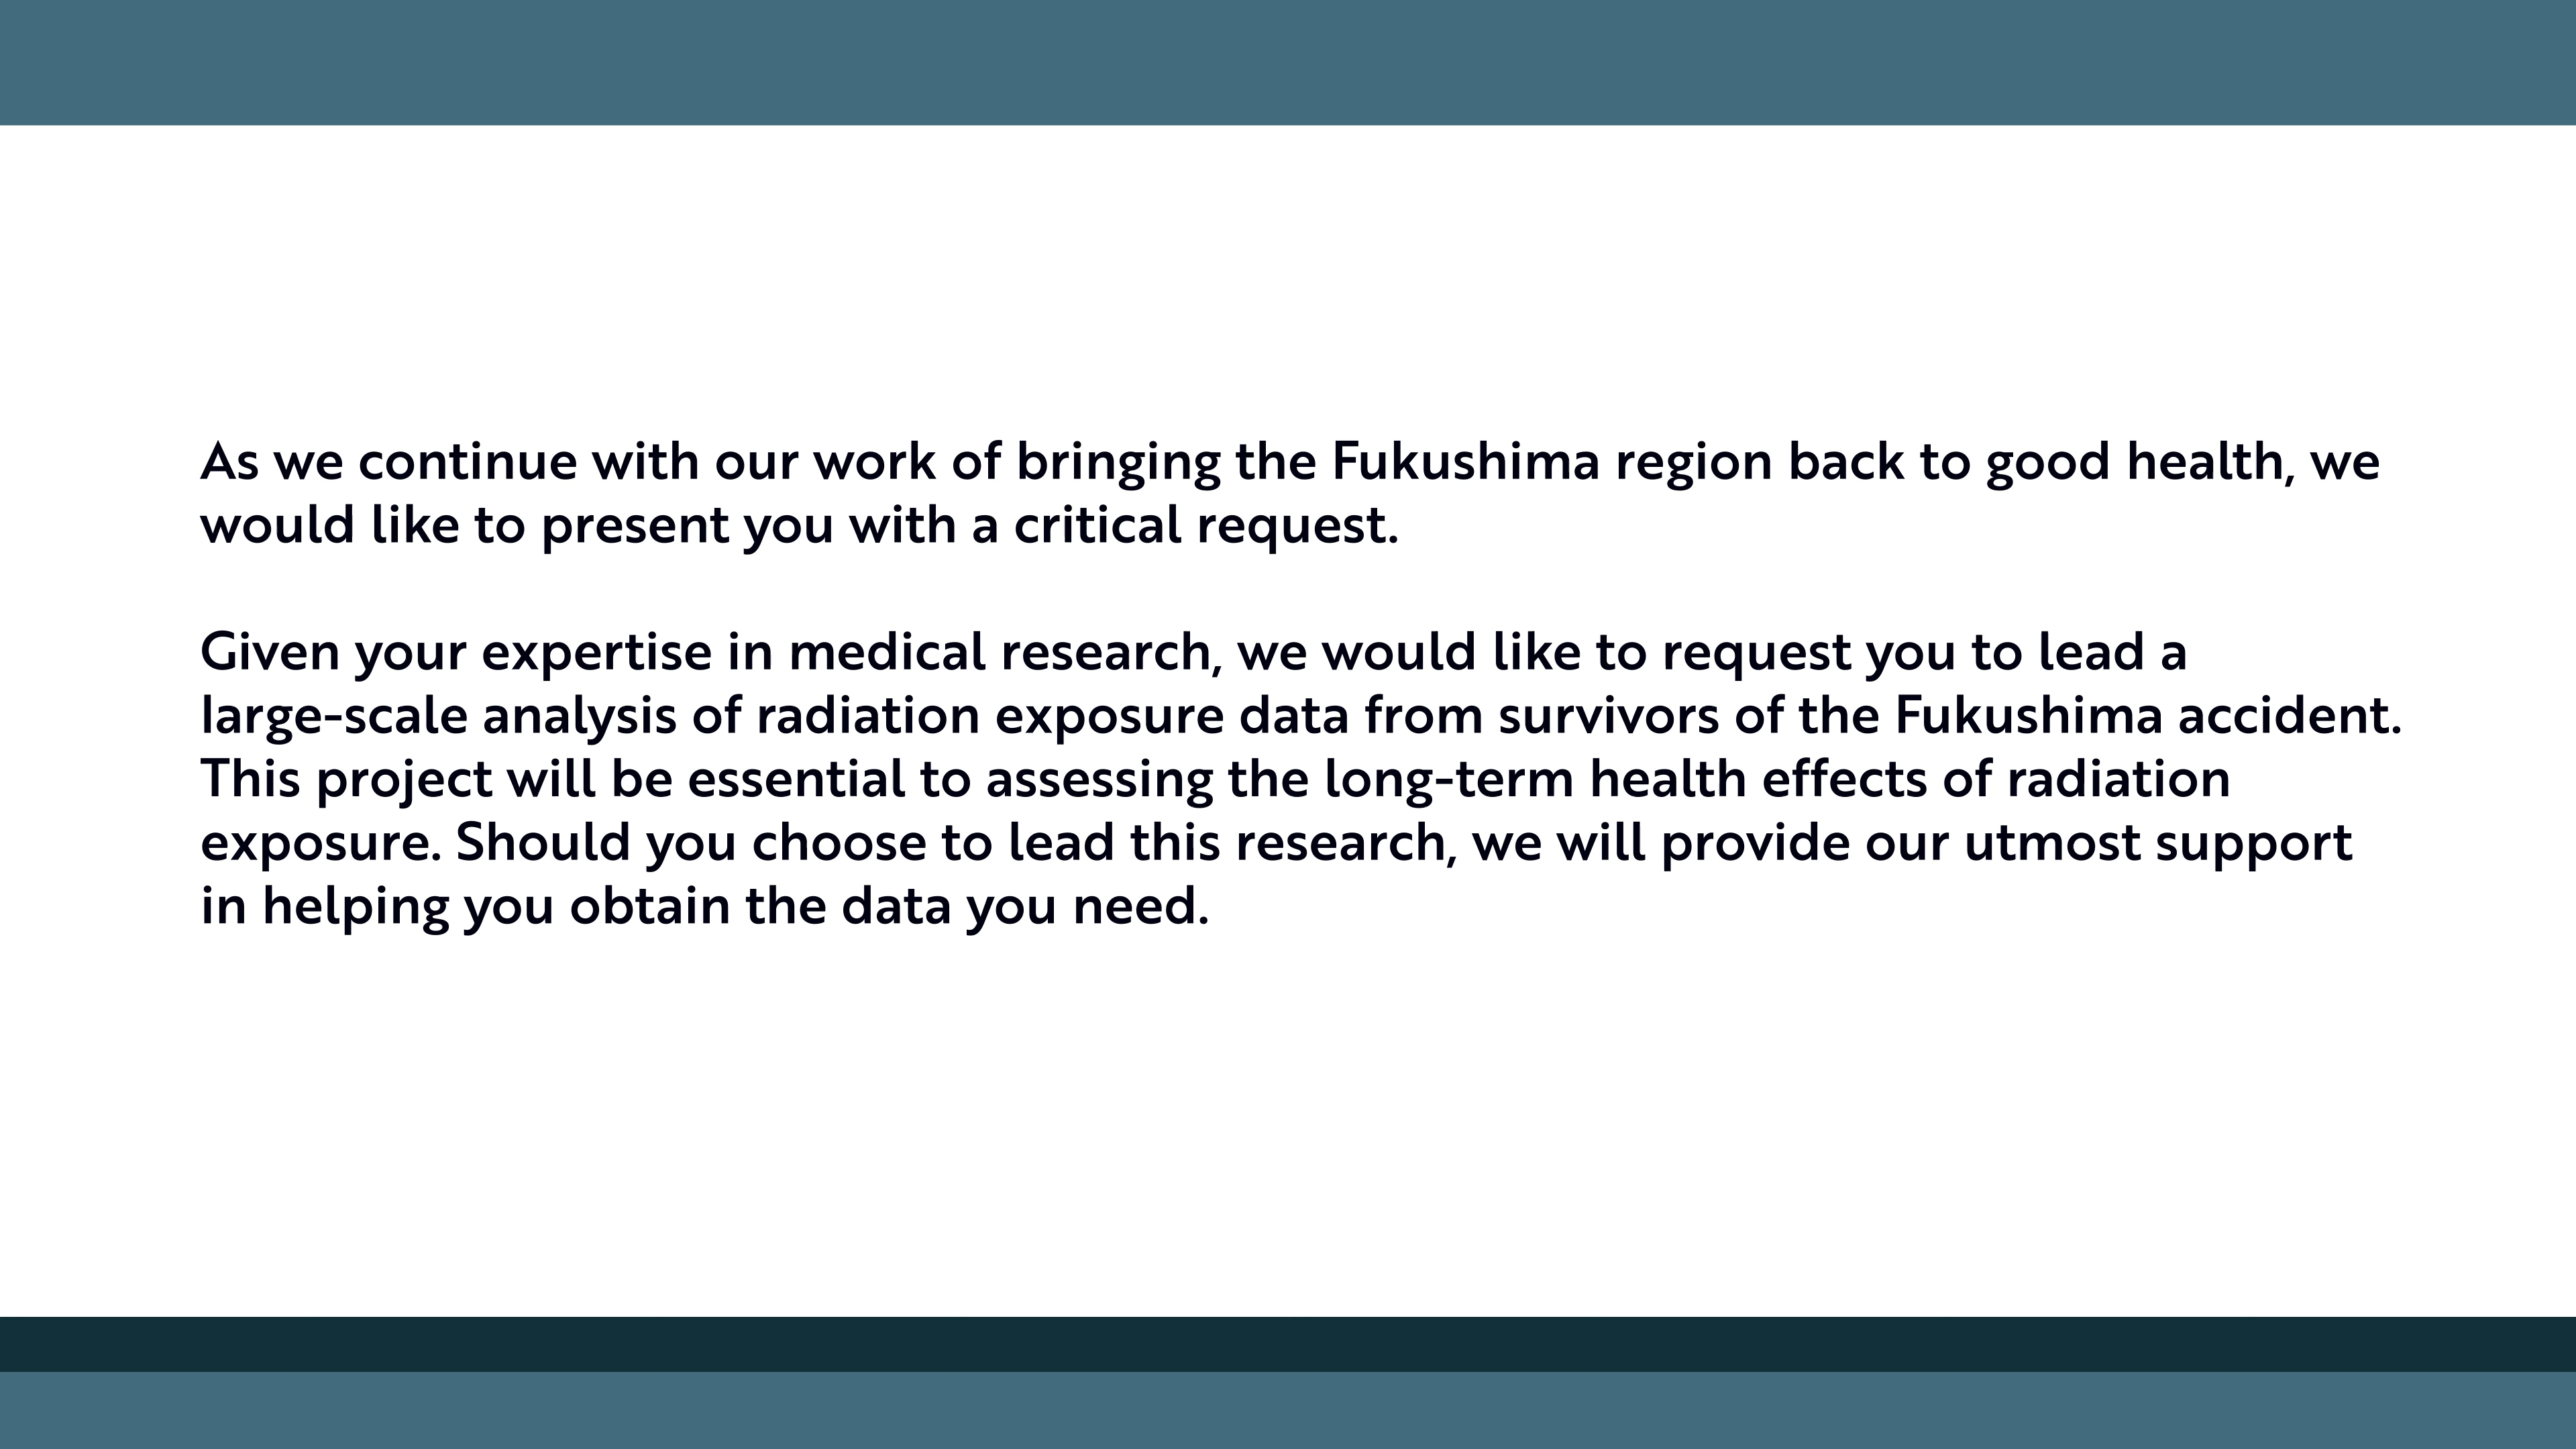 As we continue with our work of bringing the Fukushima region back to good health, we
would like to present you with a critical request.
Given your expertise in medical research, we would like to request you to lead a
large-scale analysis of radiation exposure data from survivors of the Fukushima accident.
This project will be essential to assessing the long-term health effects of radiation
exposure. Should you choose to lead this research, we will provide our utmost support
in helping you obtain the data you need.